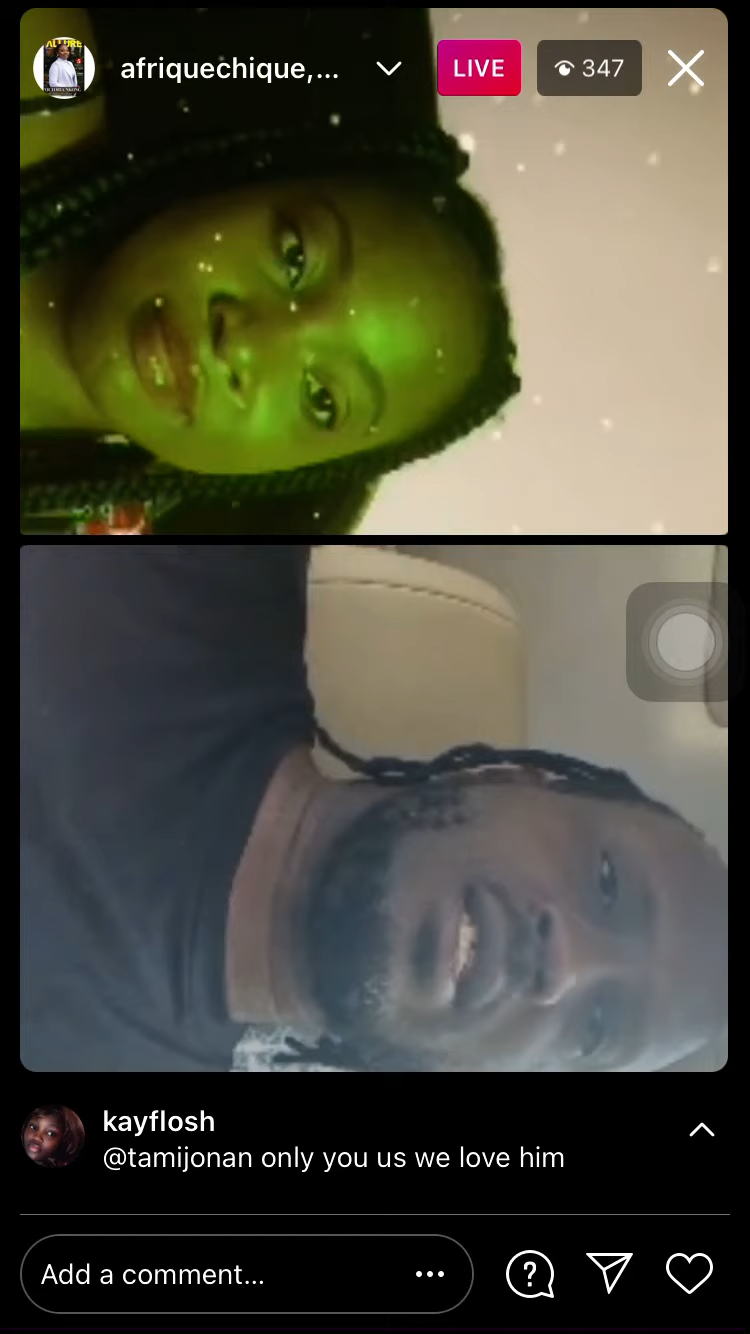 afriquechique,...
LIVE
347
kayflosh
@tamijonan only you us we love him
Add a comment...